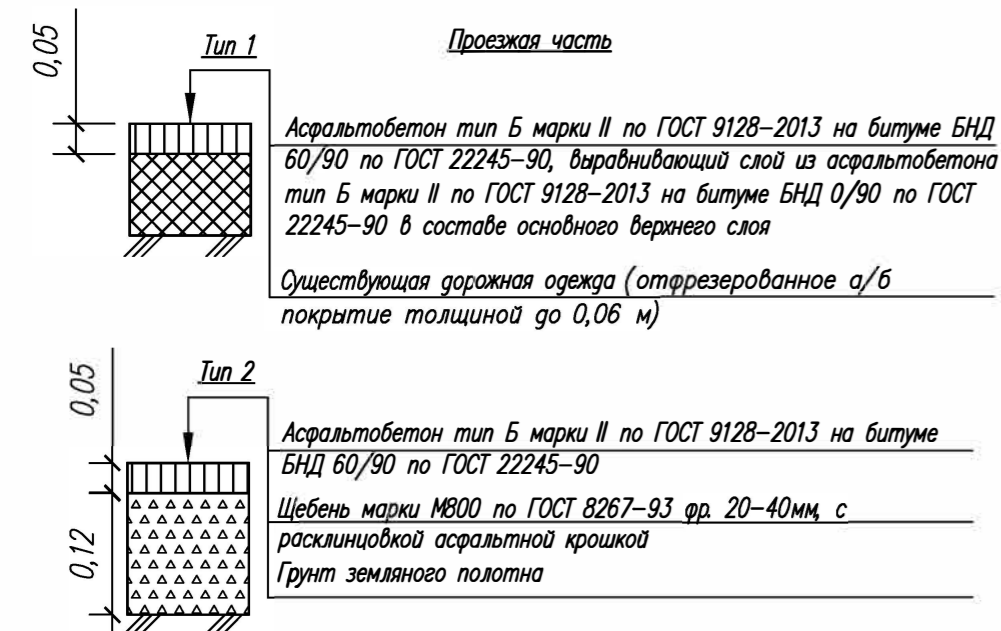 0,05
Тип 1
Проезжая часть
Асфальтобетон тип Б марки II по ГОСТ 9128-2013 на битуме БНД
60/90 по ГОСТ 22245-90, выравнивающий слой из асфальтобетона
тип Б марки II по ГОСТ 9128-2013 на битуме БНД 0/90 по ГОСТ
22245-90 в составе основного верхнего слоя
Существующая дорожная одежда (отфрезерованное а/б
покрытие толщиной до 0,06 м)
0,05
Тип 2
Асфальтобетон тип Б марки II по ГОСТ 9128-2013 на битуме
БНД 60/90 по ГОСТ 22245-90
0,12
Щебень марки М800 по ГОСТ 8267-93 фр. 20-40мм, с
расклинцовкой асфальтной крошкой
Грунт земляного полотна